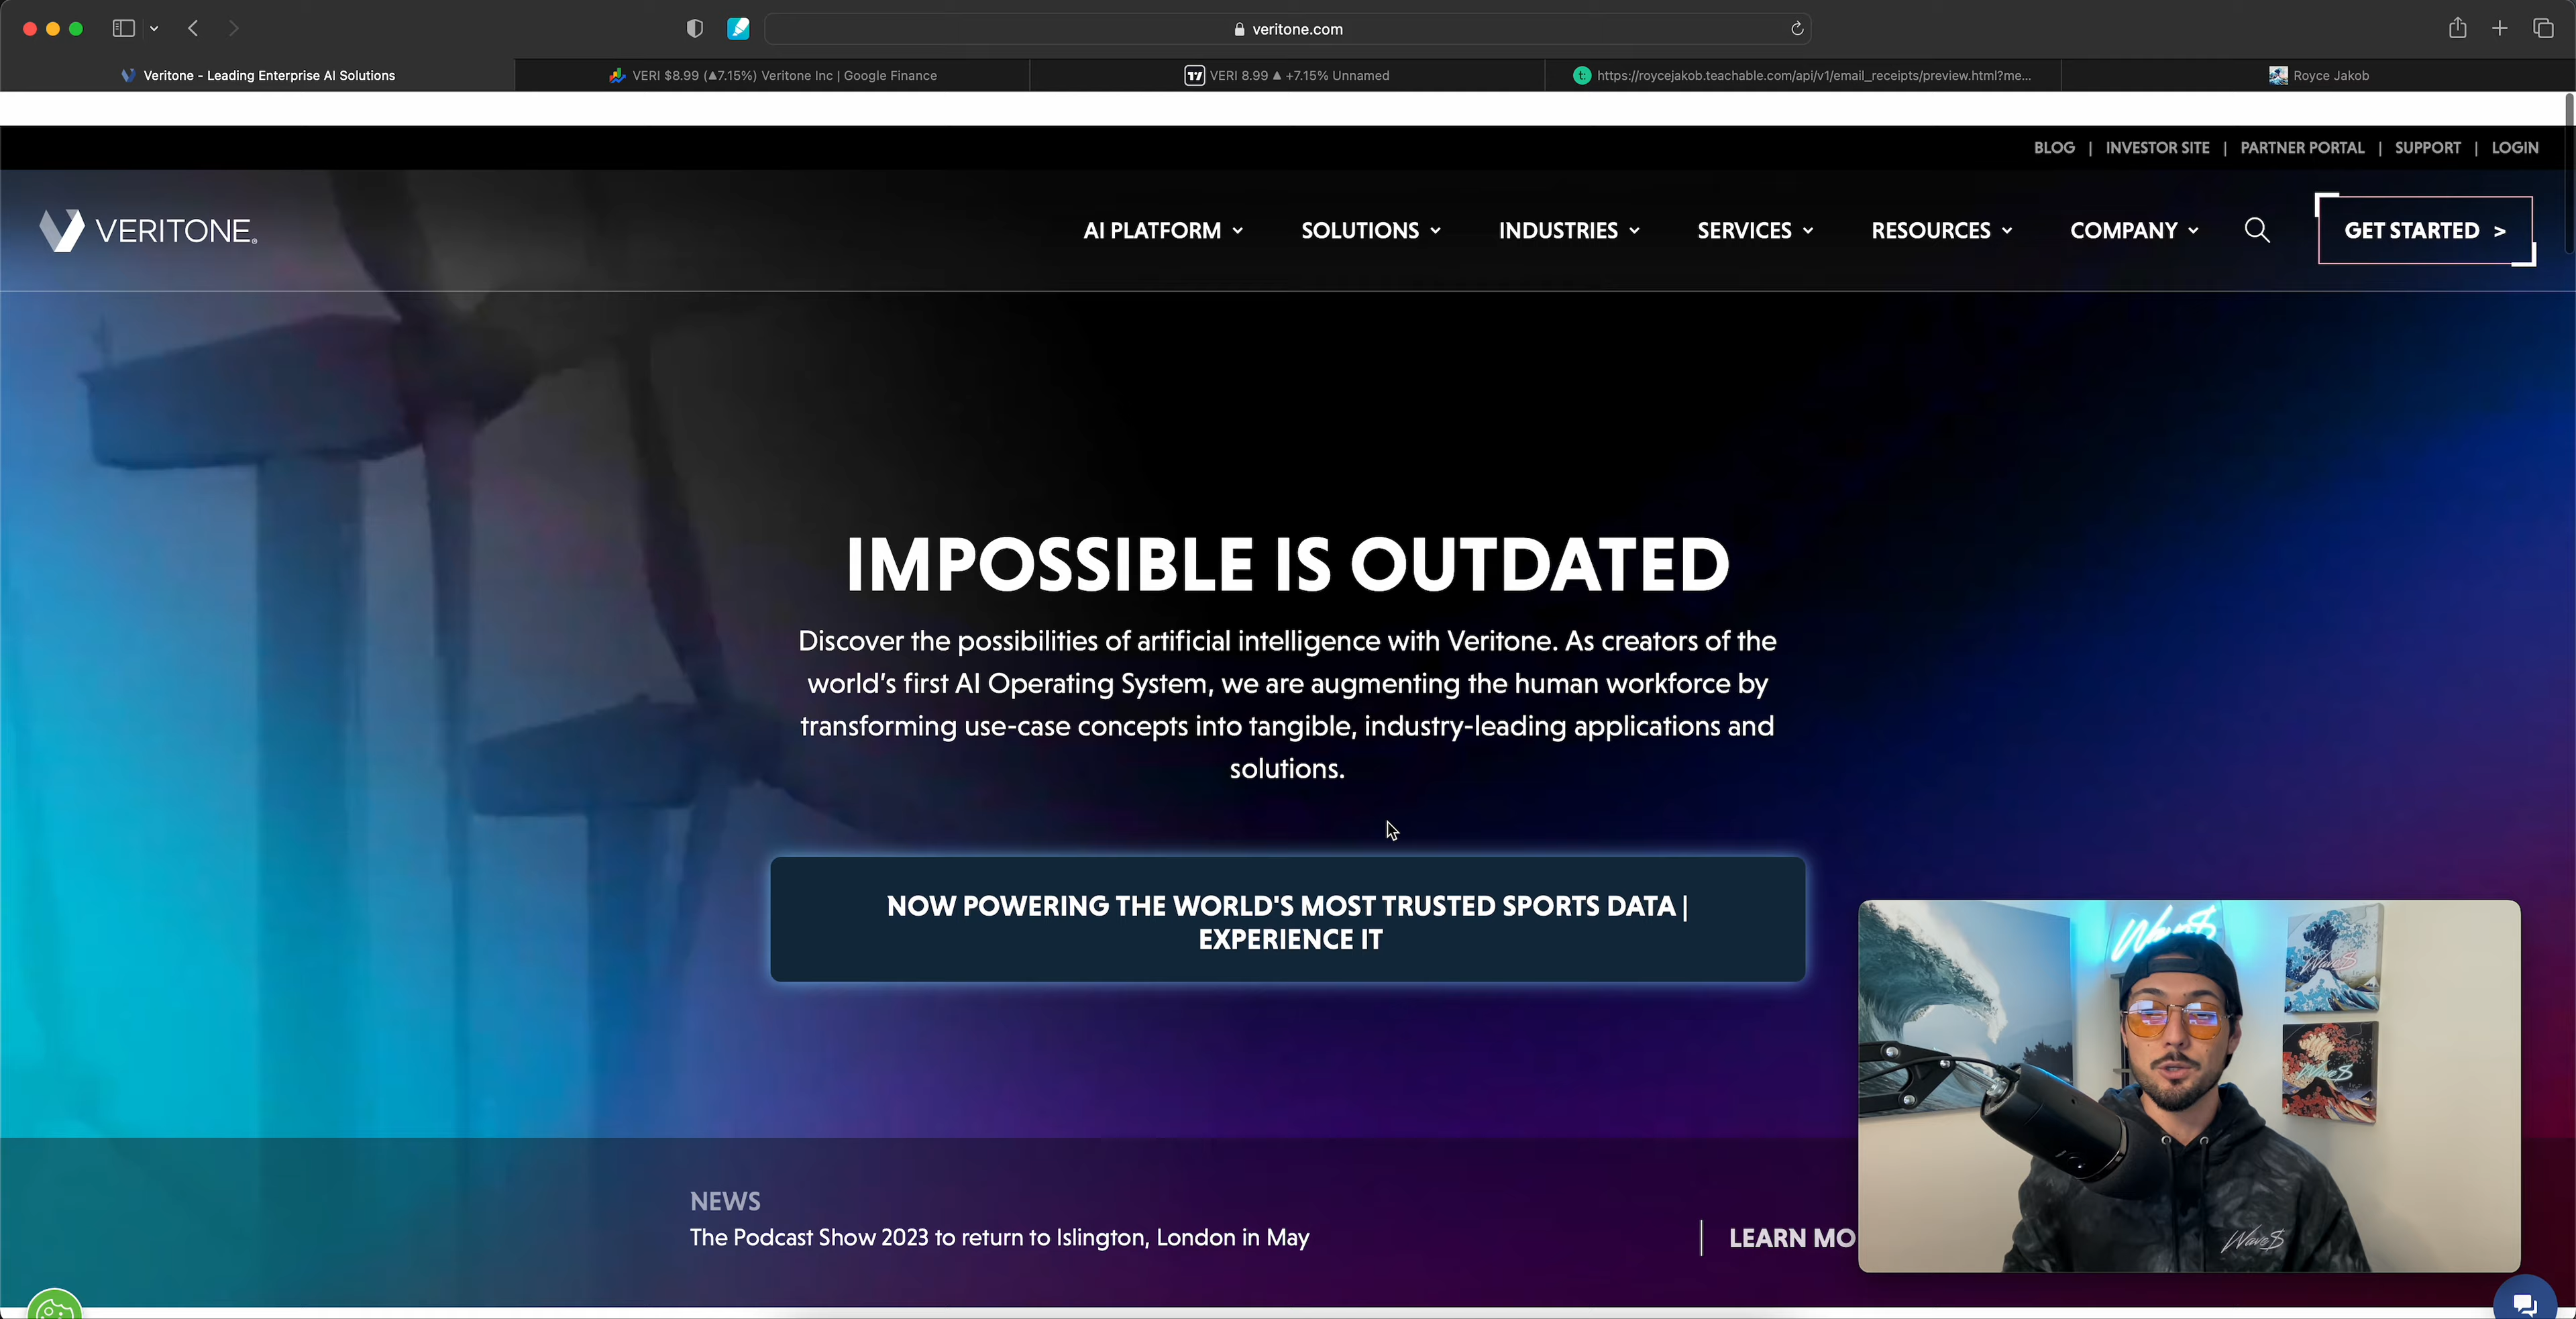 veritone.com
Veritone - Leading Enterprise AI Solutions
VERI $8.99 (▲7.15%) Veritone Inc | Google Finance
VERI 8.99 ▲ +7.15% Unnamed
https://roycejakob.teachable.com/api/v1/email_receipts/preview.html?me...
Royce Jakob
BLOG | INVESTOR SITE | PARTNER PORTAL | SUPPORT | LOGIN
VERITONE®
AI PLATFORM
SOLUTIONS
INDUSTRIES
SERVICES
RESOURCES
COMPANY
GET STARTED >
IMPOSSIBLE IS OUTDATED
Discover the possibilities of artificial intelligence with Veritone. As creators of the
world's first AI Operating System, we are augmenting the human workforce by
transforming use-case concepts into tangible, industry-leading applications and
solutions.
NOW POWERING THE WORLD'S MOST TRUSTED SPORTS DATA |
EXPERIENCE IT
NEWS
The Podcast Show 2023 to return to Islington, London in May
LEARN MO
Wave$
Wave$
Wave$
Wave$